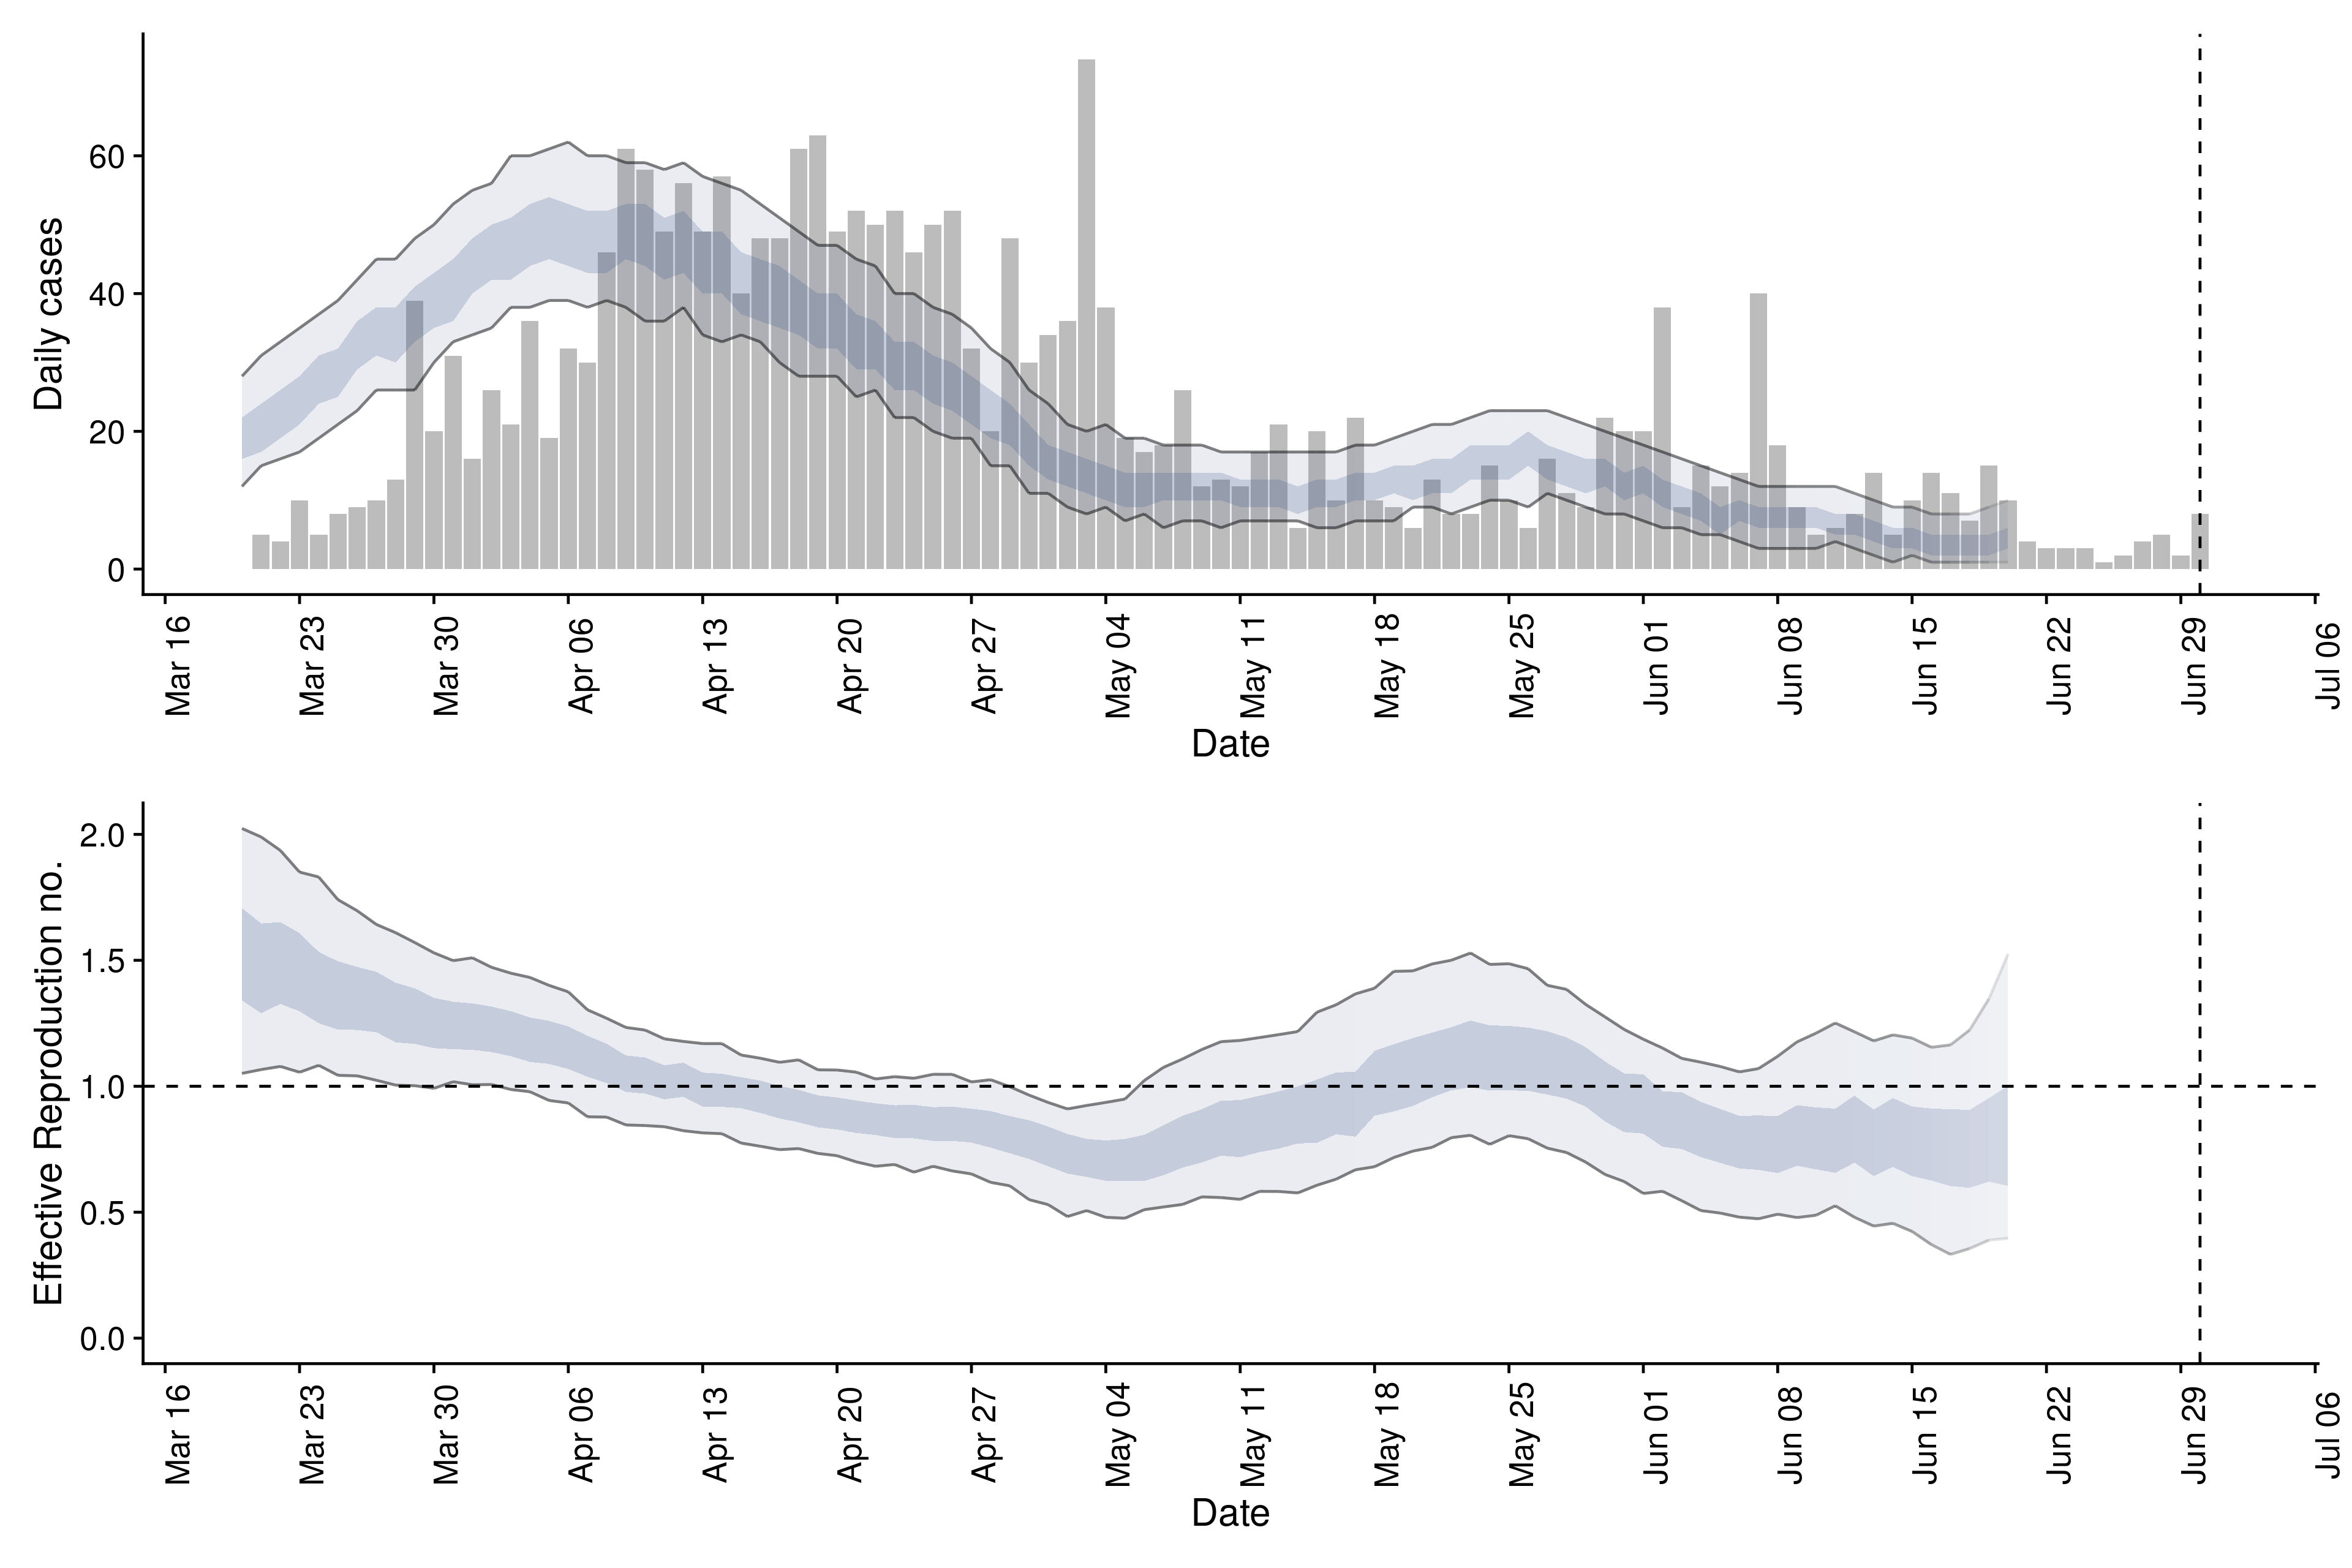 Daily cases
60
40
20
0
Mar 16
Mar 23
Mar 30
Apr 06
Apr 13
Apr 20
Apr 27
May 04
May 11
May 18
May 25
Jun 01
Jun 08
Jun 15
Jun 22
Jun 29
Jul 06
Date
Effective Reproduction no.
2.0
1.5
1.0
0.5
0.0
Mar 16
Mar 23
Mar 30
Apr 06
Apr 13
Apr 20
Apr 27
May 04
May 11
May 18
May 25
Jun 01
Jun 08
Jun 15
Jun 22
Jun 29
Jul 06
Date